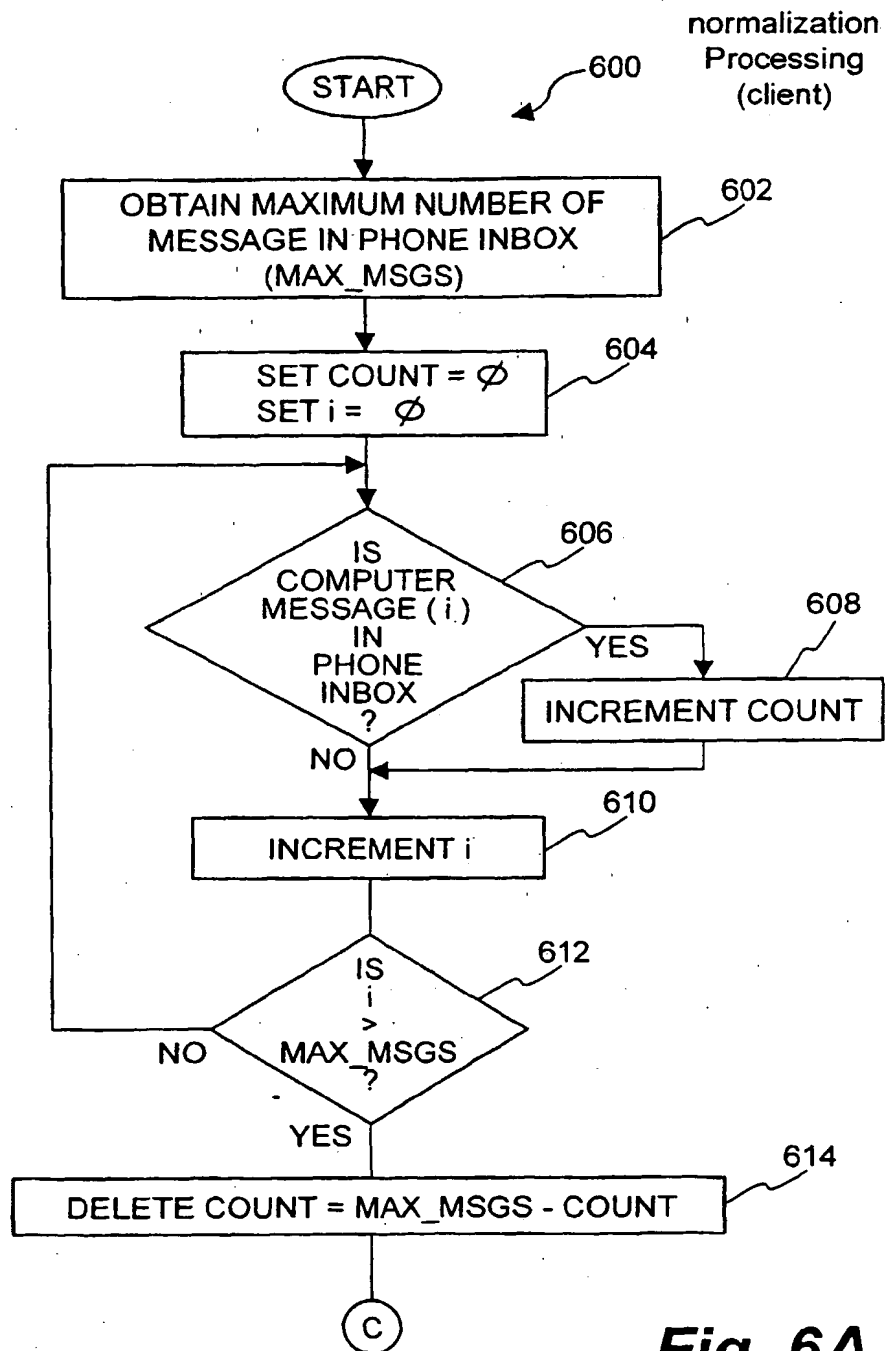 normalization
Processing
(client)
START
600
OBTAIN MAXIMUM NUMBER OF
MESSAGE IN PHONE INBOX
(MAX_MSGS)
602
SET COUNT = Ø
SET i = Ø
604
IS
COMPUTER
MESSAGE ( i )
IN
PHONE
INBOX
?
606
YES
608
INCREMENT COUNT
NO
610
INCREMENT i
IS
i
>
MAX_MSGS
?
612
NO
YES
614
DELETE COUNT = MAX_MSGS - COUNT
C
Fig. 6A